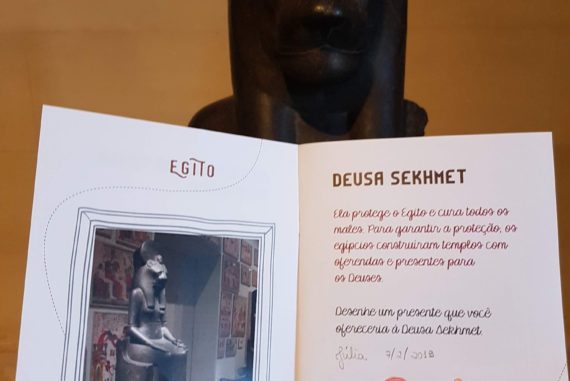 EGITO
DEUSA SEKHMET
Ela protege o Egito e cura todos os
males. Para garantir a proteção, os
egípcios construíram templos com
oferendas e presentes para
os Deuses.
Desenhe um presente que você
ofereceria à Deusa Sekhmet.
Júlia 7/2/2018